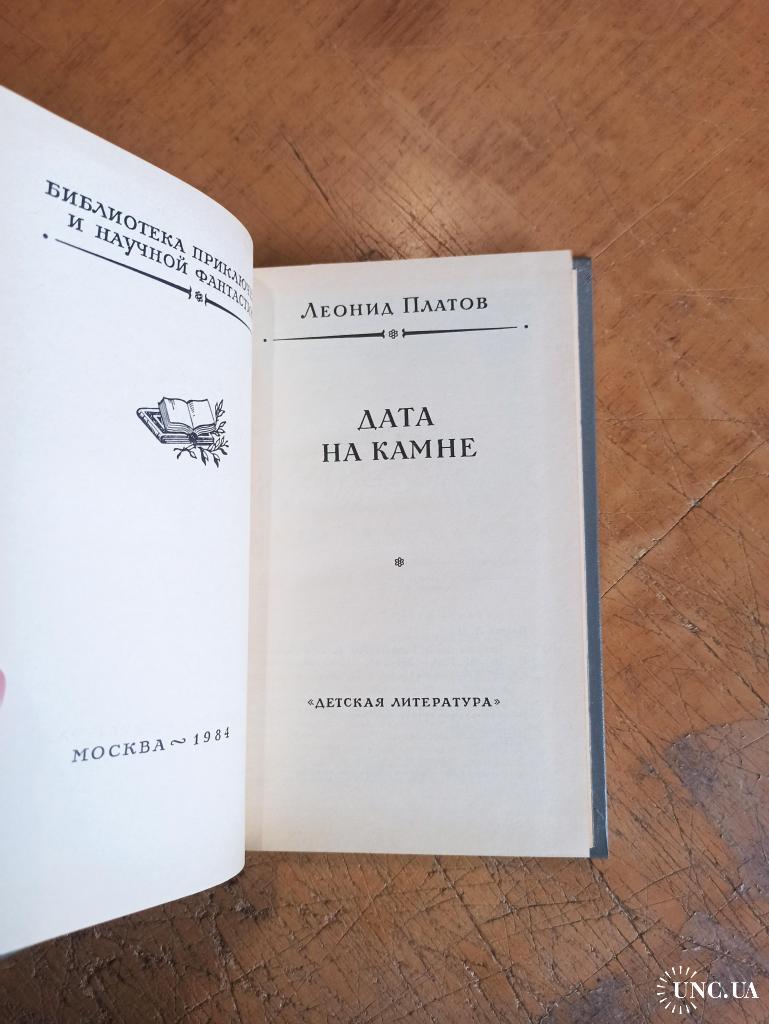 БИБЛИОТЕКА
И НАУЧНОЙ
МОСКВА ~ 1984
ЛЕОНИД ПЛАТОВ
ДАТА
НА КАМНЕ
«ДЕТСКАЯ ЛИТЕРАТУРА»
UNC.UA